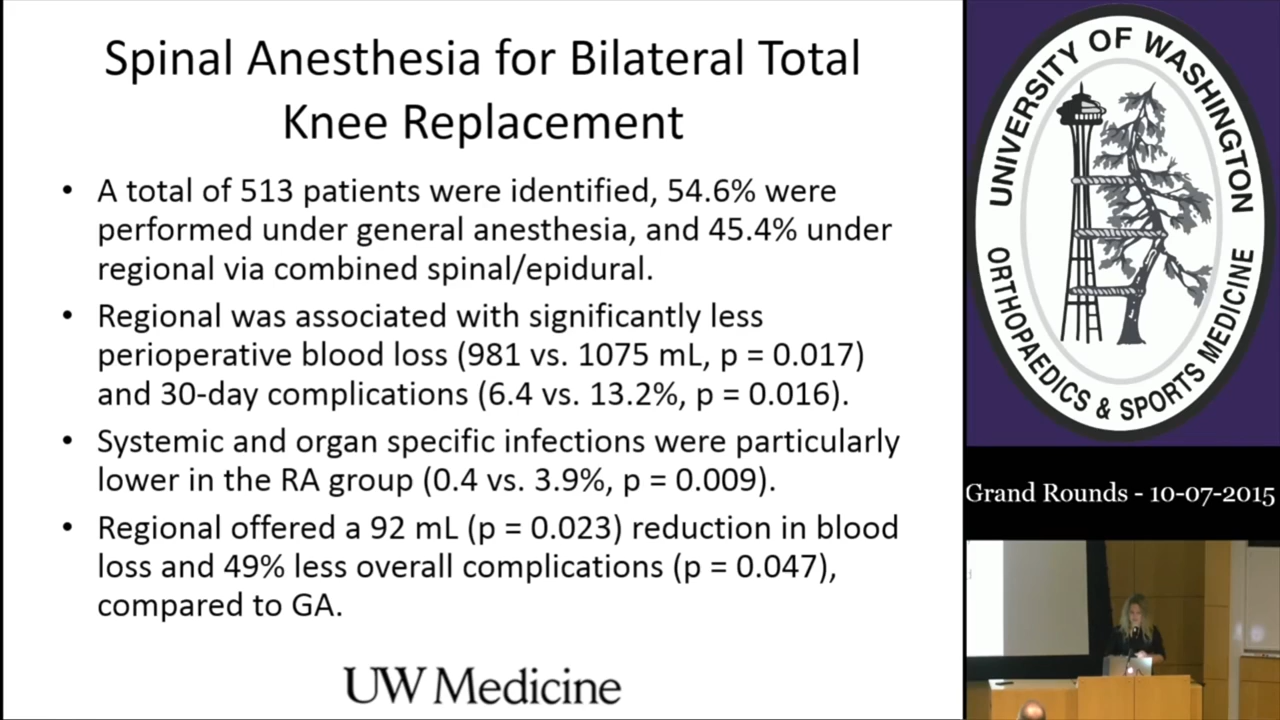 Spinal Anesthesia for Bilateral Total
Knee Replacement
• A total of 513 patients were identified, 54.6% were
performed under general anesthesia, and 45.4% under
regional via combined spinal/epidural.
• Regional was associated with significantly less
perioperative blood loss (981 vs. 1075 mL, p = 0.017)
and 30-day complications (6.4 vs. 13.2%, p = 0.016).
• Systemic and organ specific infections were particularly
lower in the RA group (0.4 vs. 3.9%, p = 0.009).
• Regional offered a 92 mL (p = 0.023) reduction in blood
loss and 49% less overall complications (p = 0.047),
compared to GA.
UW Medicine
UNIVERSITY OF WASHINGTON
ORTHOPAEDICS & SPORTS MEDICINE
Grand Rounds - 10-07-2015